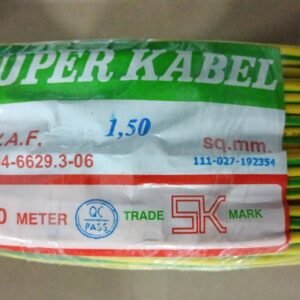 UPER KABEL
.A.F. 1,50 sq.mm.
4-6629.3-06 111-027-192354
0 METER QC PASS TRADE SK MARK